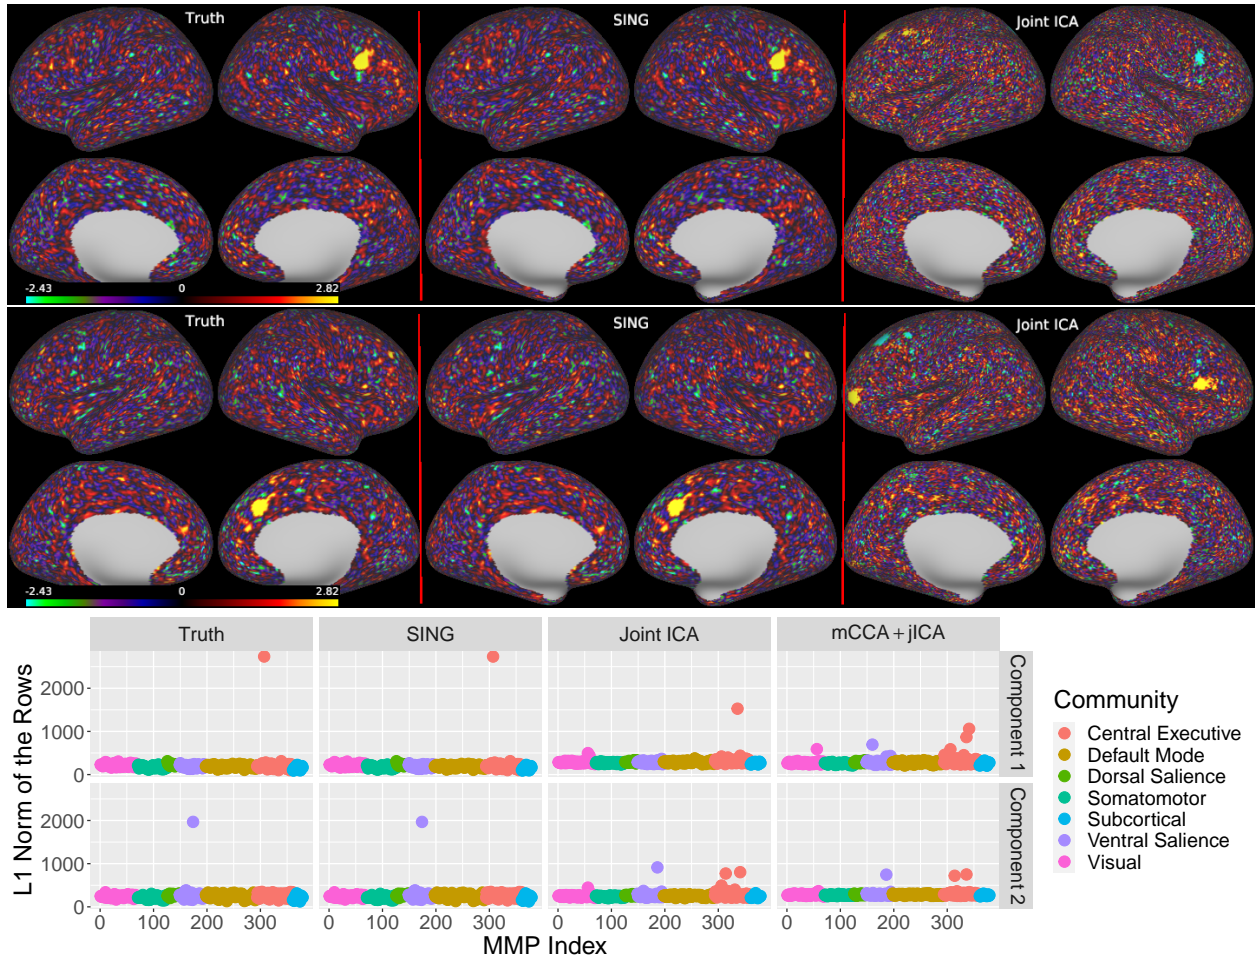 Truth SING Joint ICA
-2.43 0 2.82
Truth SING Joint ICA
-2.43 0 2.82
Truth SING Joint ICA mCCA + jICA
L1 Norm of the Rows
2000
1000
0
Component 1
2000
1000
0
Component 2
0 100 200 300 0 100 200 300 0 100 200 300 0 100 200 300
MMP Index
Community
Central Executive
Default Mode
Dorsal Salience
Somatomotor
Subcortical
Ventral Salience
Visual